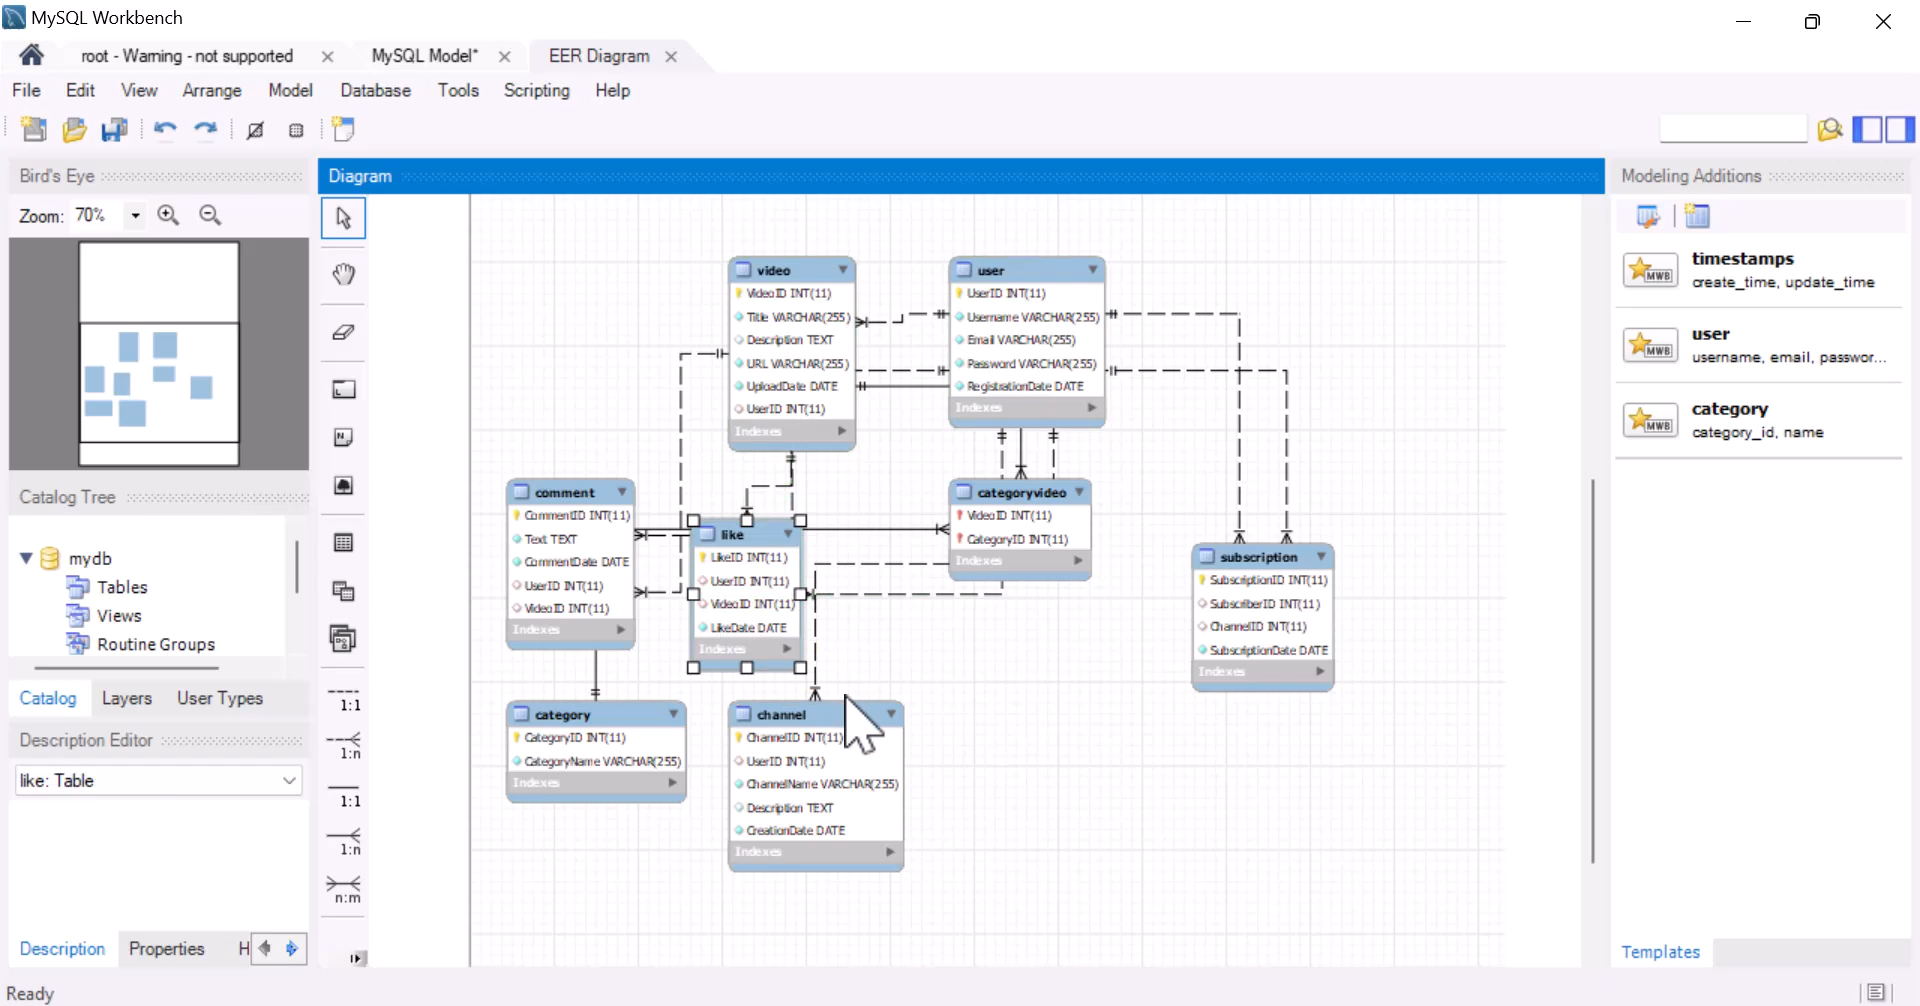 MySQL Workbench
root - Warning - not supported
MySQL Model*
EER Diagram
File Edit View Arrange Model Database Tools Scripting Help
Bird's Eye
Zoom: 70%
Catalog Tree
mydb
Tables
Views
Routine Groups
Catalog Layers User Types
Description Editor
like: Table
Description Properties H
Ready
Diagram
1:1
1:n
1:1
1:n
n:m
video
VideoID INT(11)
Title VARCHAR(255)
Description TEXT
URL VARCHAR(255)
UploadDate DATE
UserID INT(11)
Indexes
user
UserID INT(11)
Username VARCHAR(255)
Email VARCHAR(255)
Password VARCHAR(255)
RegistrationDate DATE
Indexes
comment
CommentID INT(11)
Text TEXT
CommentDate DATE
UserID INT(11)
VideoID INT(11)
Indexes
like
LikeID INT(11)
UserID INT(11)
VideoID INT(11)
LikeDate DATE
Indexes
categoryvideo
VideoID INT(11)
CategoryID INT(11)
Indexes
subscription
SubscriptionID INT(11)
SubscriberID INT(11)
ChannelID INT(11)
SubscriptionDate DATE
Indexes
category
CategoryID INT(11)
CategoryName VARCHAR(255)
Indexes
channel
ChannelID INT(11)
UserID INT(11)
ChannelName VARCHAR(255)
Description TEXT
CreationDate DATE
Indexes
Modeling Additions
MWB
timestamps
create_time, update_time
MWB
user
username, email, passwor...
MWB
category
category_id, name
Templates